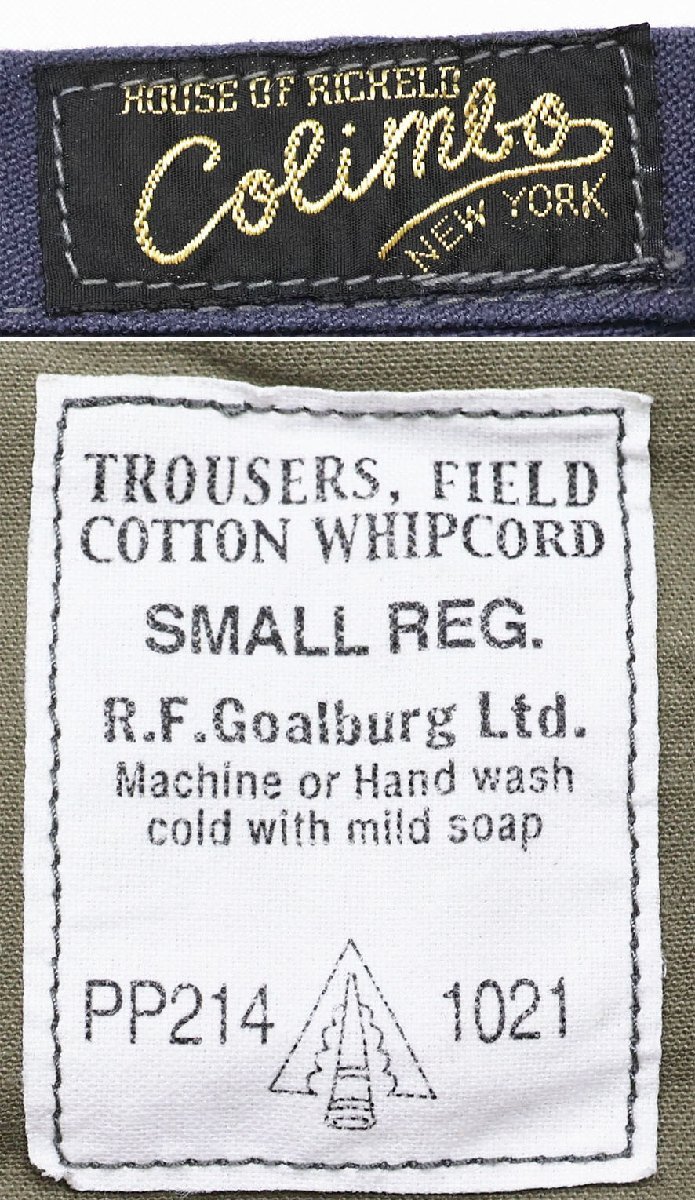 HOUSE OF RICHELD
Colimbo
NEW YORK
TROUSERS, FIELD
COTTON WHIPCORD
SMALL REG.
R.F.Goalburg Ltd.
Machine or Hand wash
cold with mild soap
PP214 1021